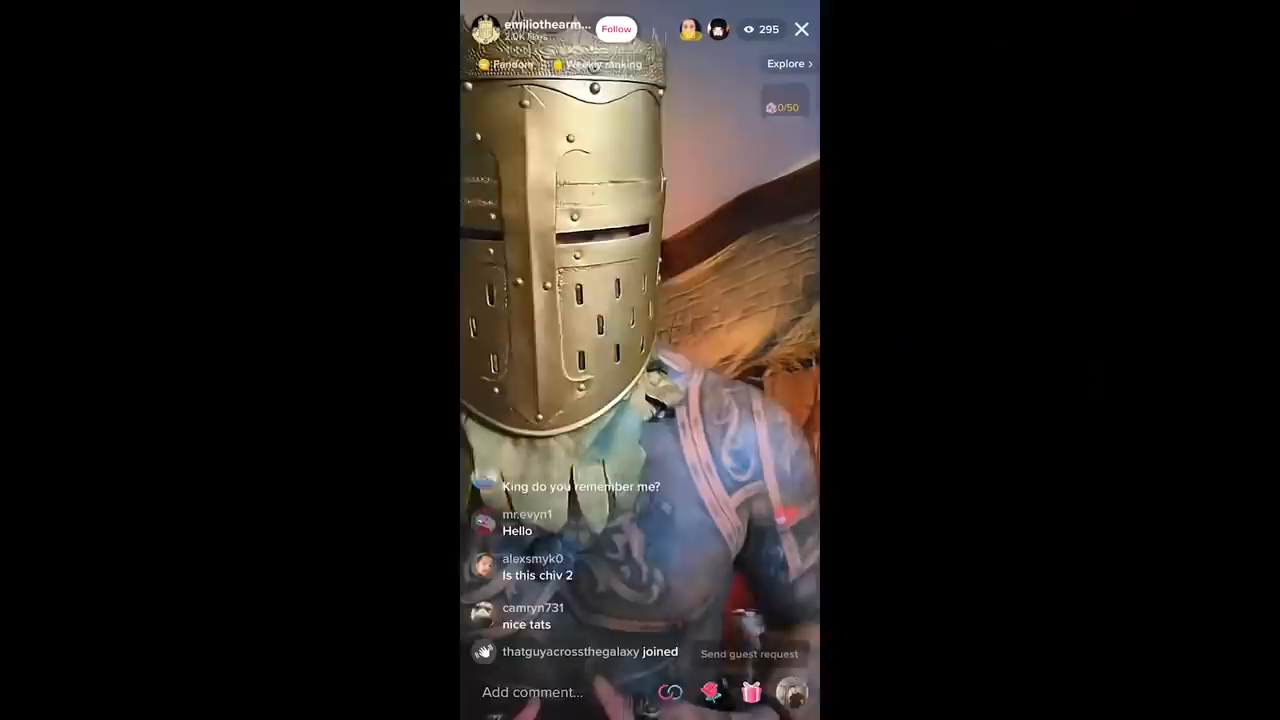 emiliothearm...
Follow
295
Fandom
Weekly ranking
Explore >
0/50
King do you remember me?
mr.evyn1
Hello
alexsmyk0
Is this chiv 2
camryn731
nice tats
thatguyacrossthegalaxy joined
Send guest request
Add comment...